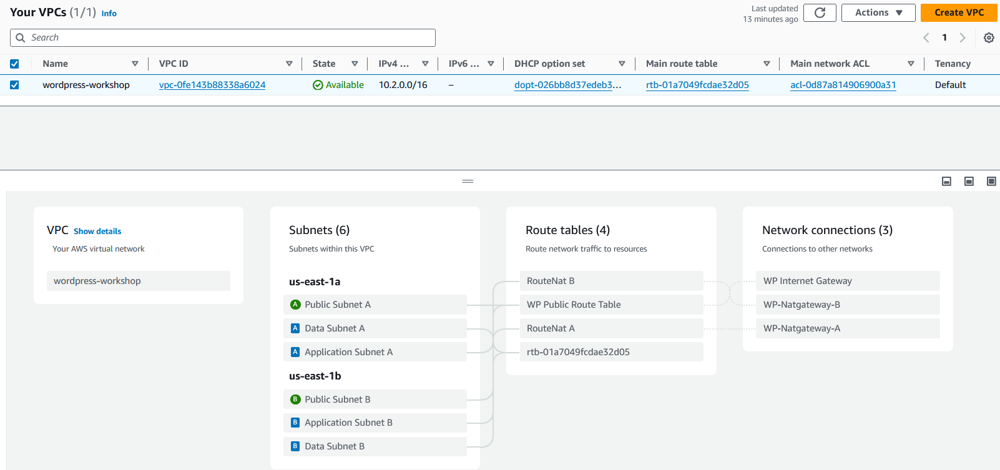 Your VPCs (1/1) Info
Last updated
13 minutes ago
Actions
Create VPC
Search
1
Name VPC ID State IPv4 ... IPv6 ... DHCP option set Main route table Main network ACL Tenancy
wordpress-workshop vpc-0fe143b88338a6024 Available 10.2.0.0/16 – dopt-026bb8d37edeb3... rtb-01a7049fcdae32d05 acl-0d87a814906900a31 Default
VPC Show details
Your AWS virtual network
wordpress-workshop
Subnets (6)
Subnets within this VPC
us-east-1a
A Public Subnet A
A Data Subnet A
A Application Subnet A
us-east-1b
B Public Subnet B
B Application Subnet B
B Data Subnet B
Route tables (4)
Route network traffic to resources
RouteNat B
WP Public Route Table
RouteNat A
rtb-01a7049fcdae32d05
Network connections (3)
Connections to other networks
WP Internet Gateway
WP-Natgateway-B
WP-Natgateway-A